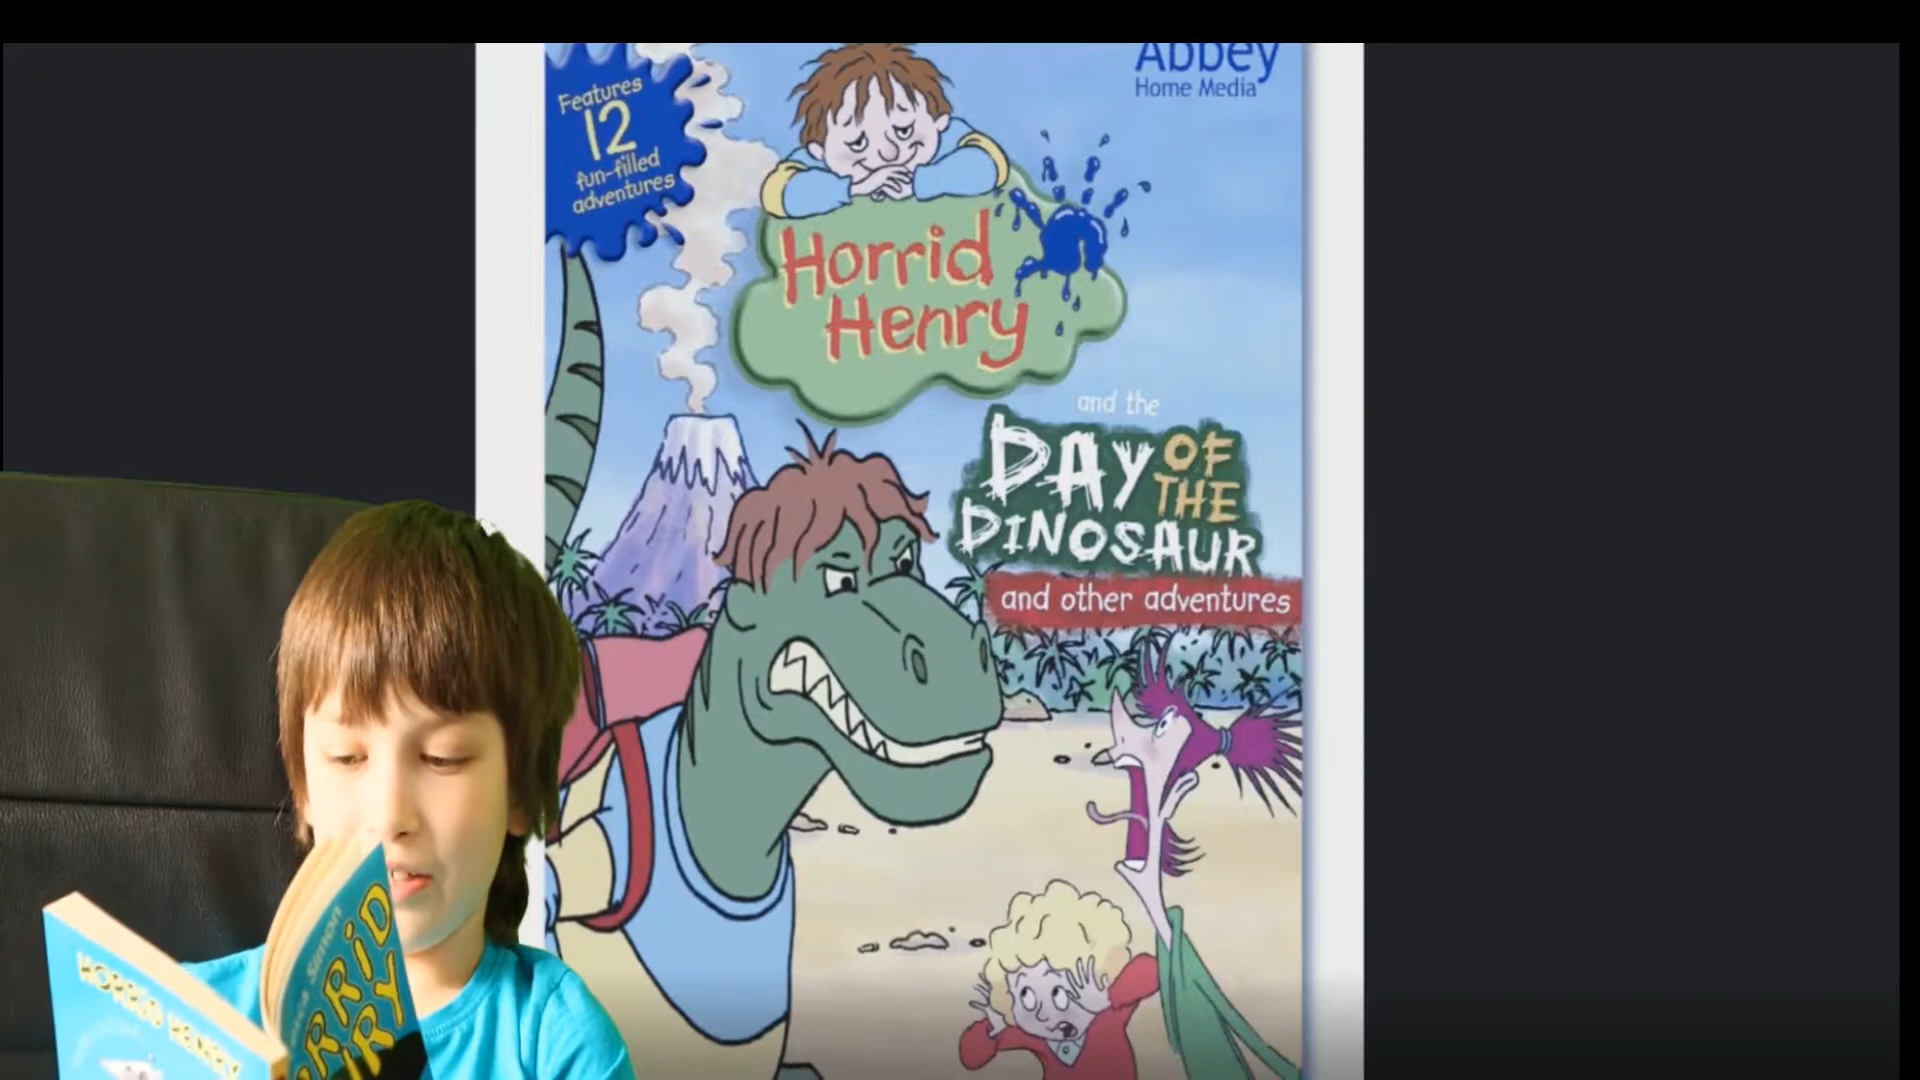 Abbey
Home Media
Features
12
fun-filled
adventures
Horrid
Henry
and the
DAY OF
THE
DINOSAUR
and other adventures
HORRID HENRY
Simon
HORRID